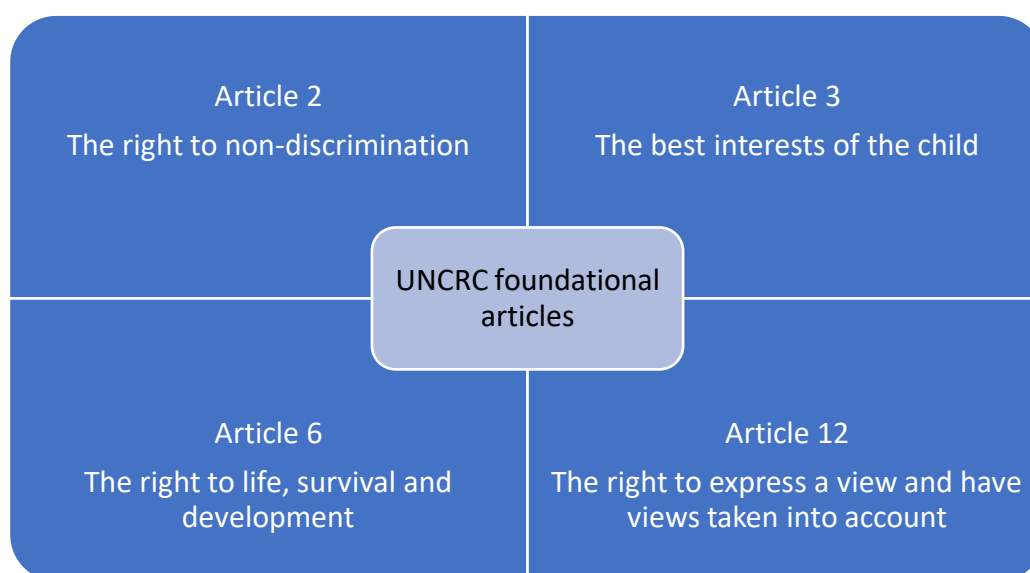 Article 2
The right to non-discrimination
Article 3
The best interests of the child
UNCRC foundational
articles
Article 6
The right to life, survival and
development
Article 12
The right to express a view and have
views taken into account